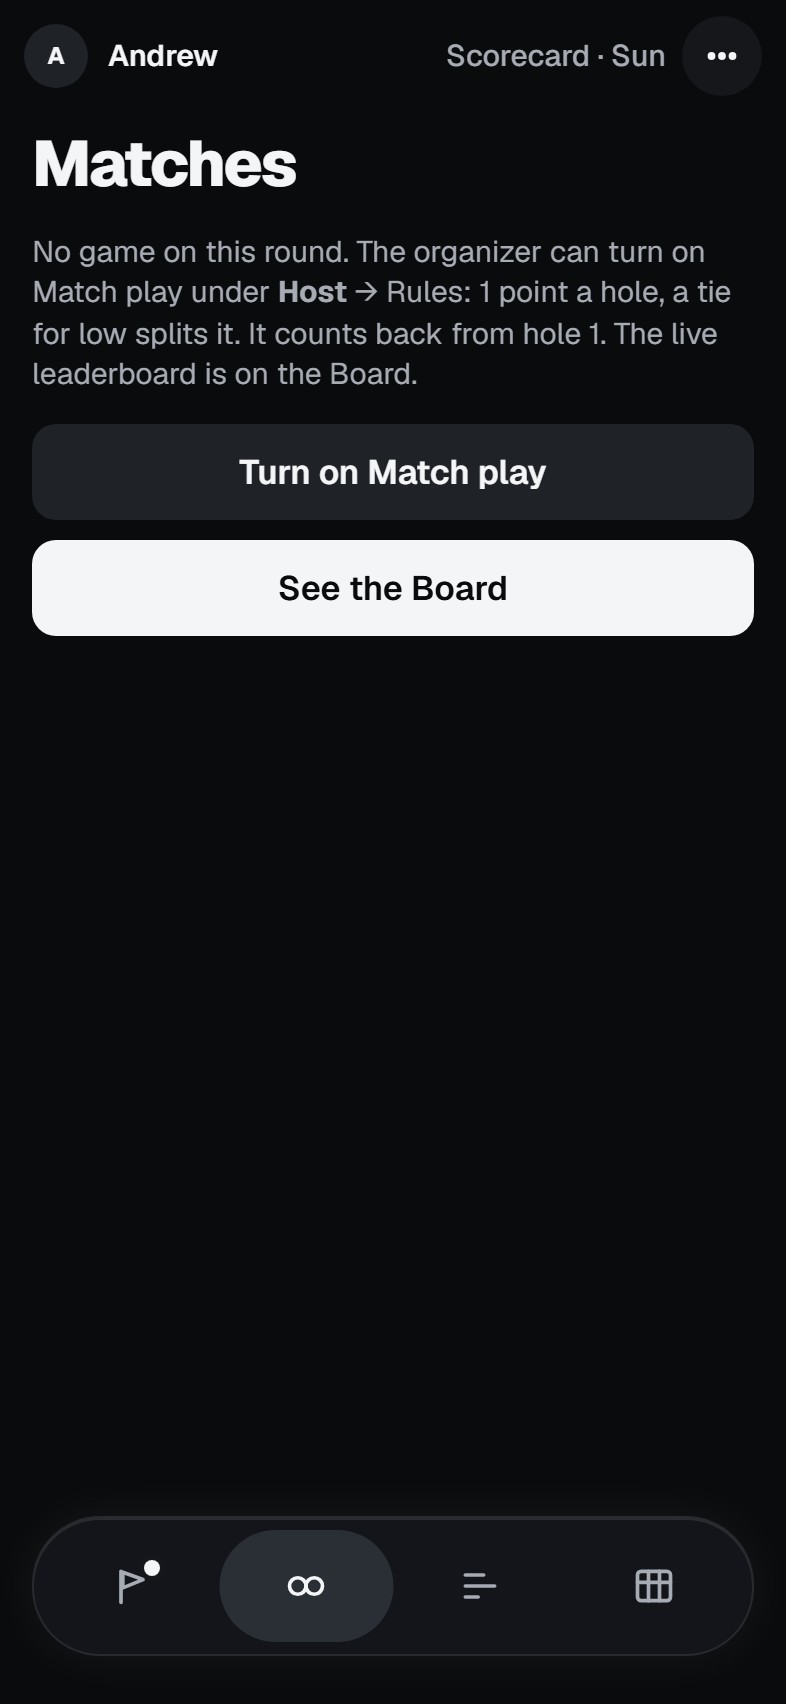 A
Andrew
Scorecard · Sun
Matches
No game on this round. The organizer can turn on
Match play under Host → Rules: 1 point a hole, a tie
for low splits it. It counts back from hole 1. The live
leaderboard is on the Board.
Turn on Match play
See the Board